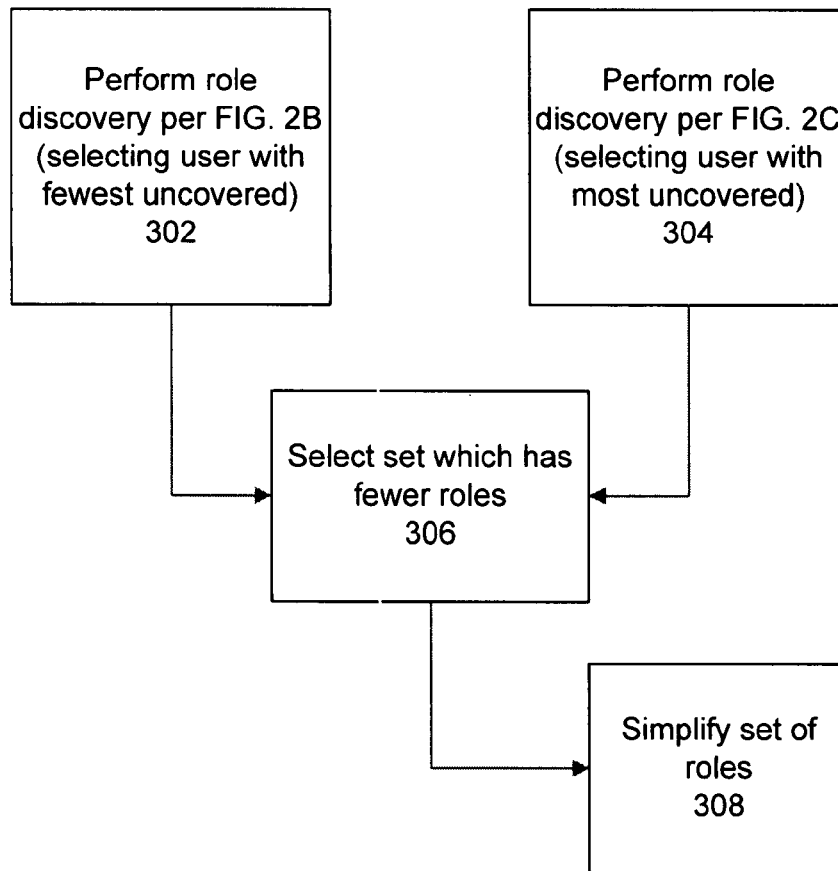 Perform role
discovery per FIG. 2B
(selecting user with
fewest uncovered)
302
Perform role
discovery per FIG. 2C
(selecting user with
most uncovered)
304
Select set which has
fewer roles
306
Simplify set of
roles
308